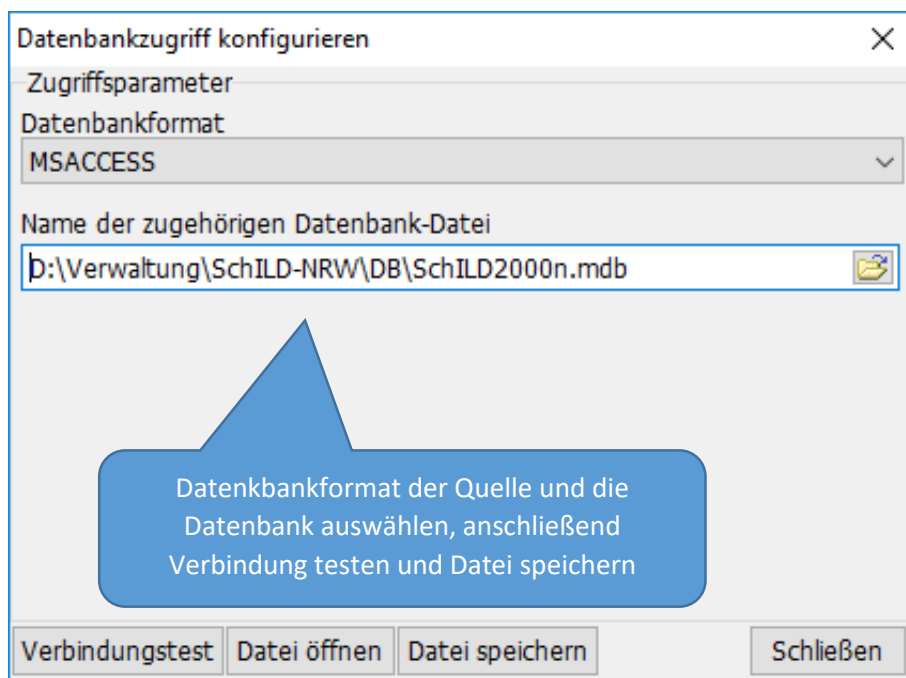 Datenbankzugriff konfigurieren
Zugriffsparameter
Datenbankformat
MSACCESS
Name der zugehörigen Datenbank-Datei
D:\Verwaltung\SchILD-NRW\DB\SchILD2000n.mdb
Datenkbankformat der Quelle und die
Datenbank auswählen, anschließend
Verbindung testen und Datei speichern
Verbindungstest Datei öffnen Datei speichern Schließen